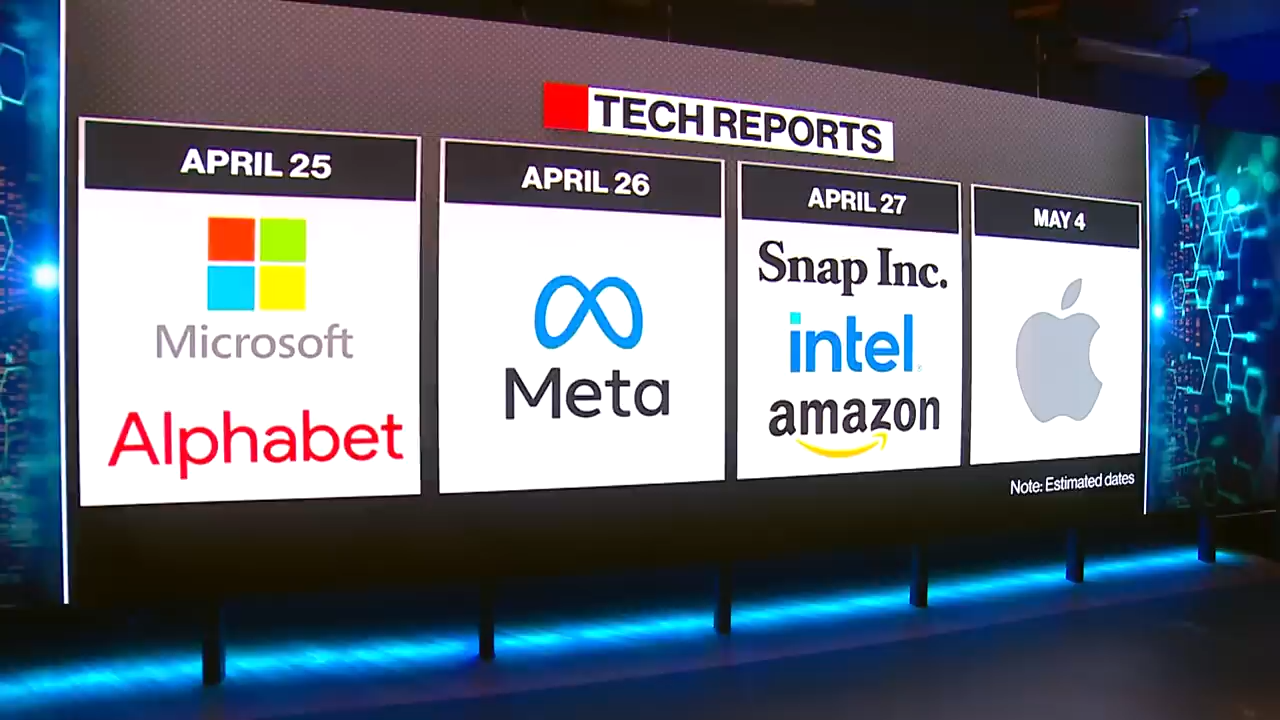 TECH REPORTS
APRIL 25
Microsoft
Alphabet
APRIL 26
Meta
APRIL 27
Snap Inc.
intel
amazon
MAY 4
Note: Estimated dates